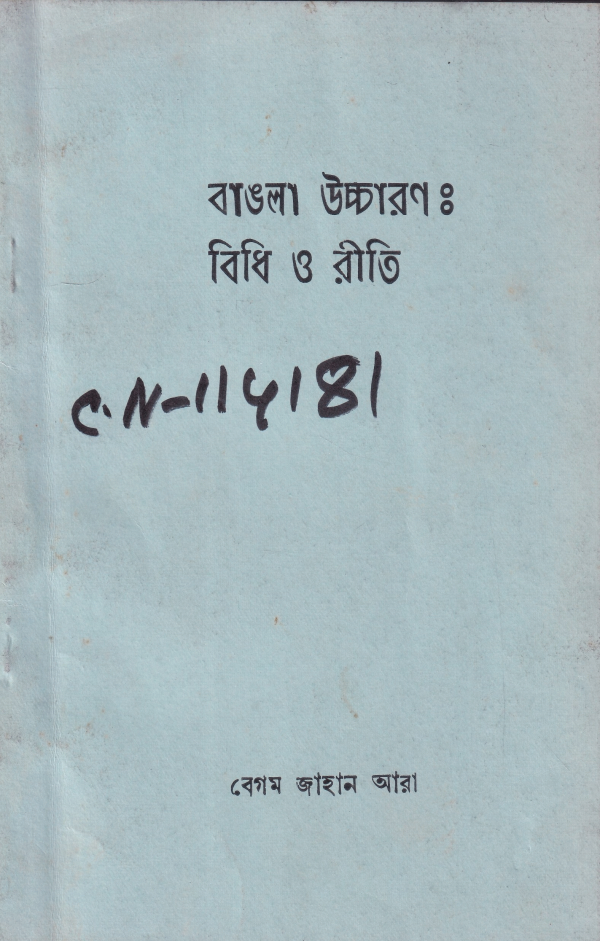 বাঙলা উচ্চারণঃ
বিধি ও রীতি
C.N-115181
বেগম জাহান আরা